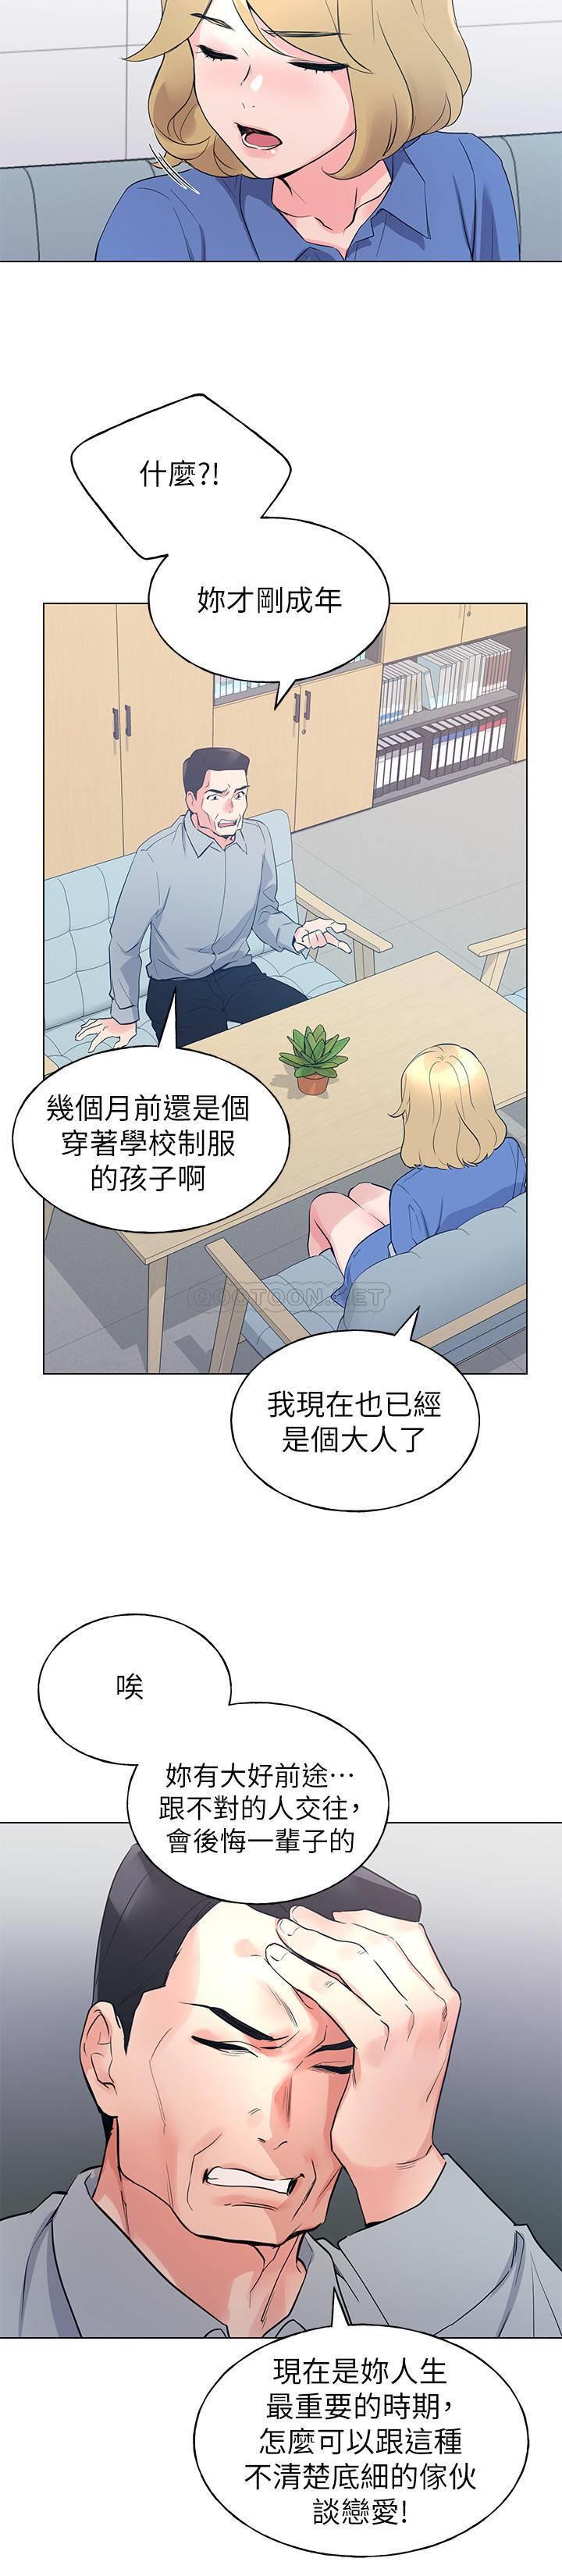 什麼?!
妳才剛成年
幾個月前還是個
穿著學校制服
的孩子啊
GOGOTOON.NET
我現在也已經
是個大人了
唉
妳有大好前途⋯
跟不對的人交往，
會後悔一輩子的
現在是妳人生
最重要的時期，
怎麼可以跟這種
不清楚底細的傢伙
談戀愛!